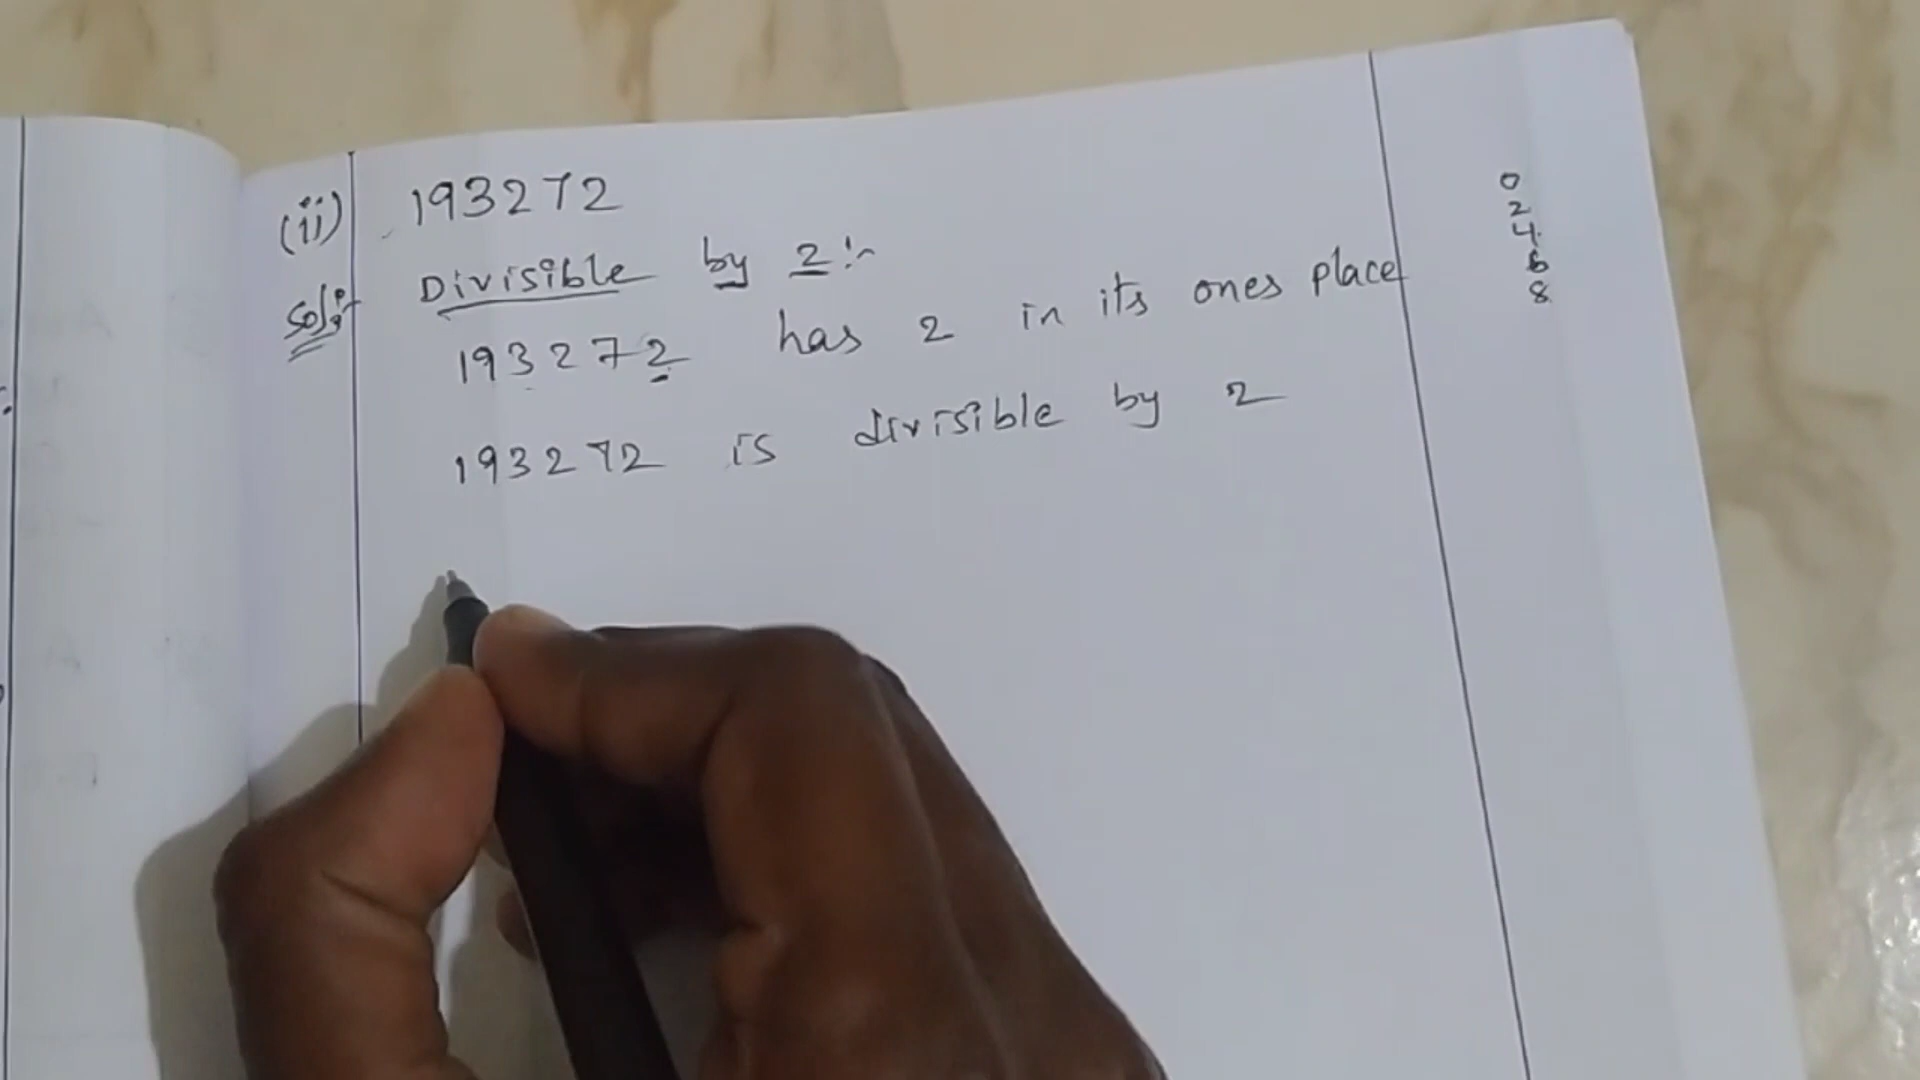 (ii) 193272
Sol:- Divisible by 2:-
193272 has 2 in its ones place
193272 is divisible by 2
0
2
4
6
8